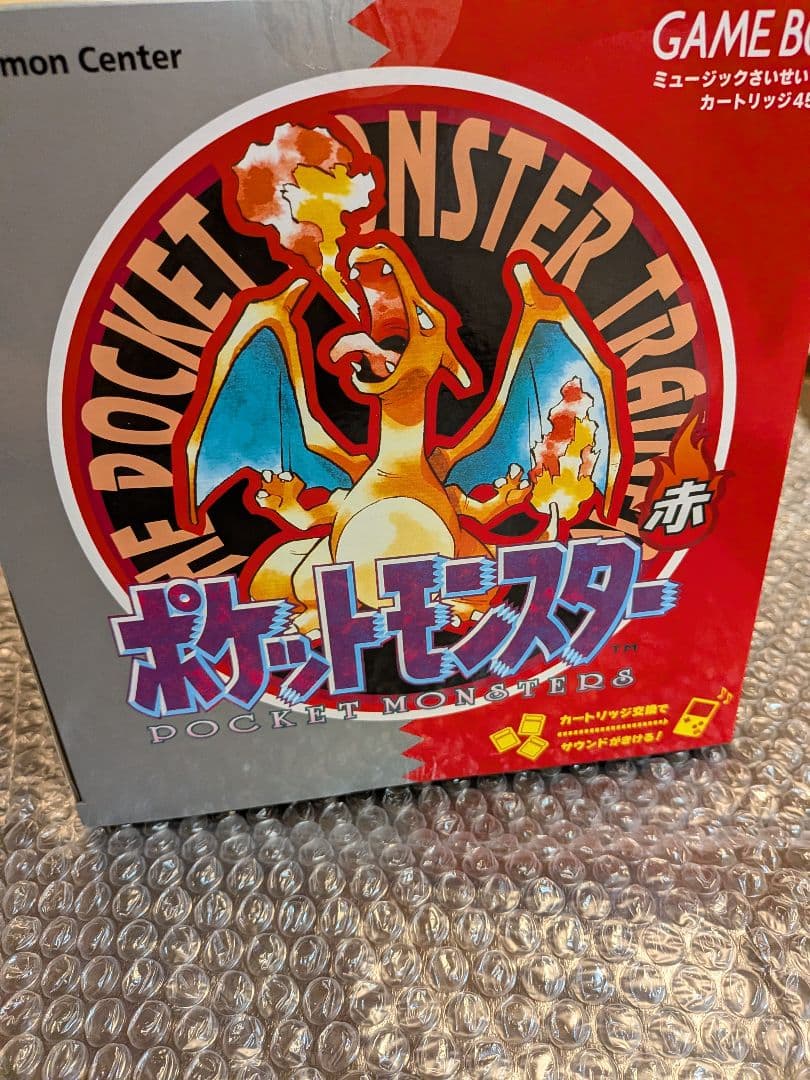 mon Center
GAME BO
ミュージックさいせい
カートリッジ45
THE POCKET MONSTER TRAINER
赤
ポケットモンスター
TM
POCKET MONSTERS
カートリッジ交換で
サウンドがきける!